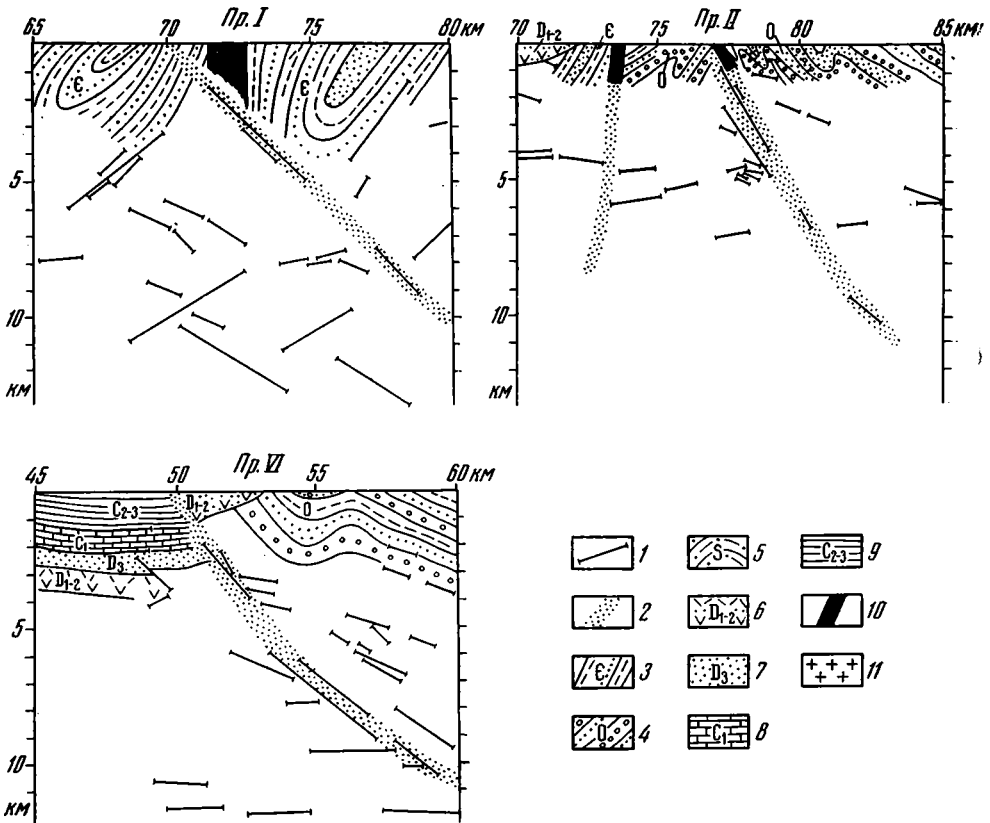 Пр. I
65 70 75 80 км
Є Є
5
10
км
Пр. II
70 D1-2 Є 75 O 80 85 км
O
5
10
Пр. VI
45 50 55 60 км
C2-3 D1-2 O
C1
D3
D1-2
5
10
км
1 S 5 C2-3 9
2 D1-2 6 10
Є 3 D3 7 11
O 4 C1 8